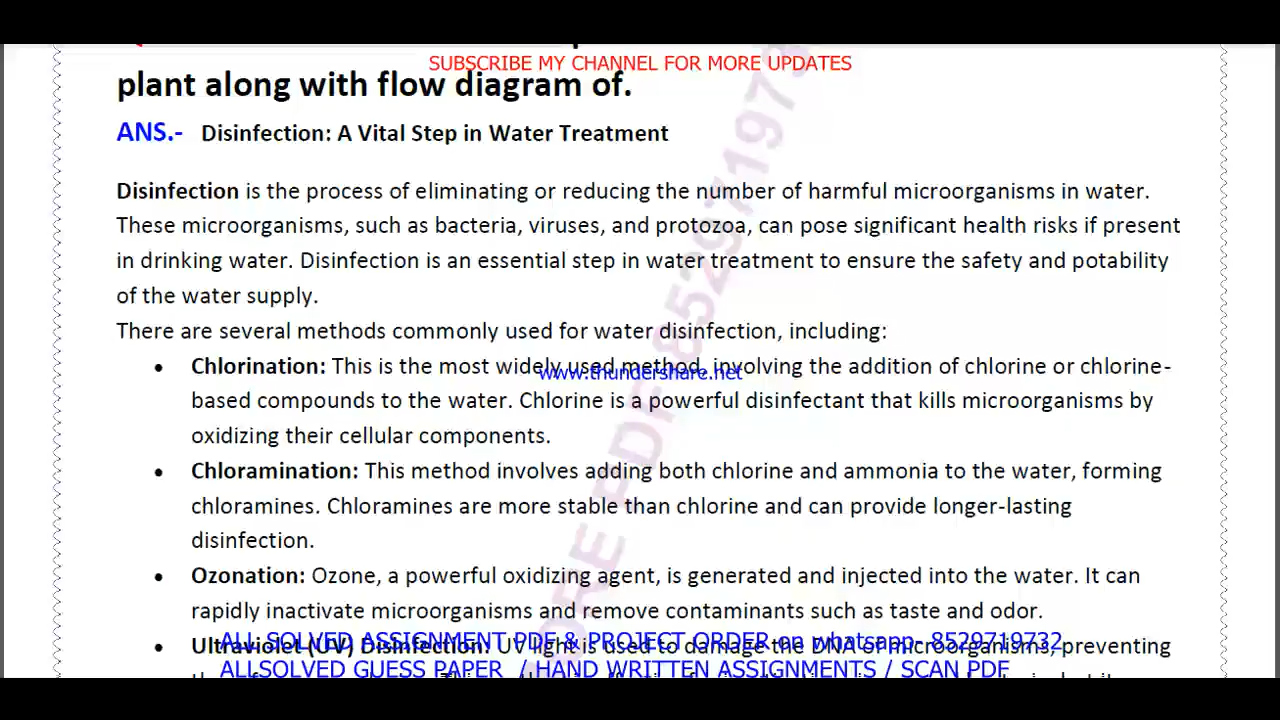 SUBSCRIBE MY CHANNEL FOR MORE UPDATES
plant along with flow diagram of.
ANS.- Disinfection: A Vital Step in Water Treatment
Disinfection is the process of eliminating or reducing the number of harmful microorganisms in water.
These microorganisms, such as bacteria, viruses, and protozoa, can pose significant health risks if present
in drinking water. Disinfection is an essential step in water treatment to ensure the safety and potability
of the water supply.
There are several methods commonly used for water disinfection, including:
• Chlorination: This is the most widely used method, involving the addition of chlorine or chlorine-
www.thundershare.net
based compounds to the water. Chlorine is a powerful disinfectant that kills microorganisms by
oxidizing their cellular components.
• Chloramination: This method involves adding both chlorine and ammonia to the water, forming
chloramines. Chloramines are more stable than chlorine and can provide longer-lasting
disinfection.
• Ozonation: Ozone, a powerful oxidizing agent, is generated and injected into the water. It can
rapidly inactivate microorganisms and remove contaminants such as taste and odor.
ALL SOLVED ASSIGNMENT PDF & PROJECT ORDER on whatsapp- 8529719732
• Ultraviolet (UV) Disinfection: UV light is used to damage the DNA of microorganisms, preventing
ALLSOLVED GUESS PAPER / HAND WRITTEN ASSIGNMENTS / SCAN PDF
ORE PDF 852971973